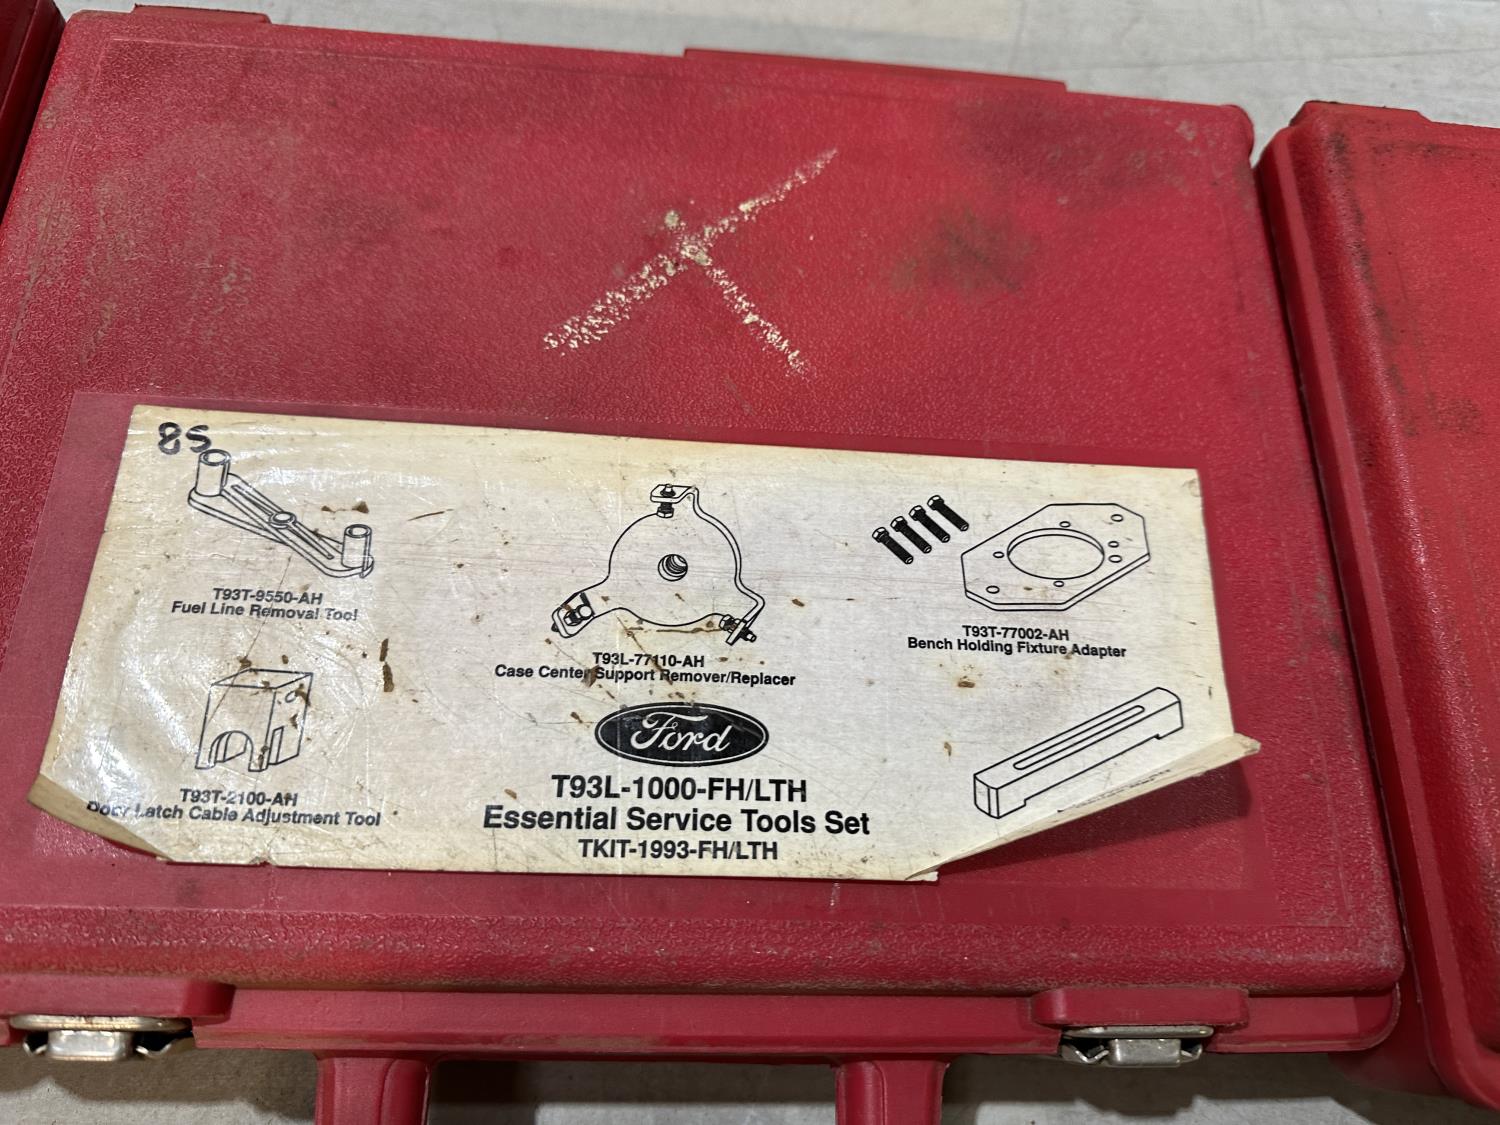 85
T93T-9550-AH
Fuel Line Removal Tool
T93L-77110-AH
Case Center Support Remover/Replacer
T93T-77002-AH
Bench Holding Fixture Adapter
T93T-2100-AH
Door Latch Cable Adjustment Tool
Ford
T93L-1000-FH/LTH
Essential Service Tools Set
TKIT-1993-FH/LTH